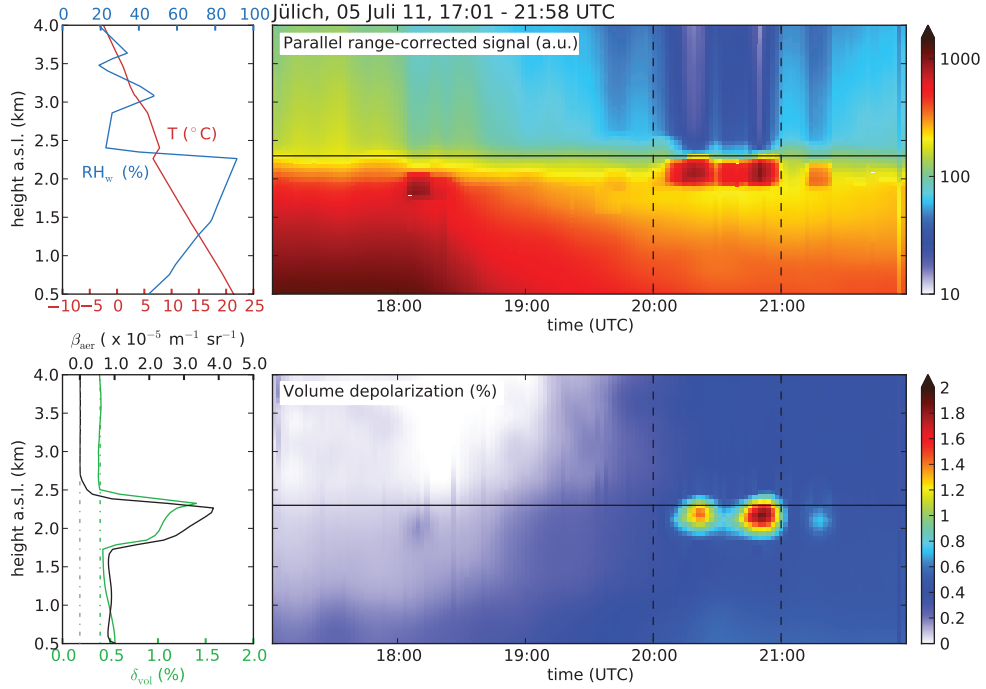 Jülich, 05 Juli 11, 17:01 - 21:58 UTC
0 20 40 60 80 100
4.0
3.5
3.0
2.5
2.0
1.5
1.0
0.5
height a.s.l. (km)
T (°C)
RHw (%)
−10 −5 0 5 10 15 20 25
Parallel range-corrected signal (a.u.)
18:00 19:00 20:00 21:00
time (UTC)
1000
100
10
βaer ( x 10⁻⁵ m⁻¹ sr⁻¹)
0.0 1.0 2.0 3.0 4.0 5.0
4.0
3.5
3.0
2.5
2.0
1.5
1.0
0.5
height a.s.l. (km)
0.0 0.5 1.0 1.5 2.0
δvol (%)
Volume depolarization (%)
18:00 19:00 20:00 21:00
time (UTC)
2
1.8
1.6
1.4
1.2
1
0.8
0.6
0.4
0.2
0